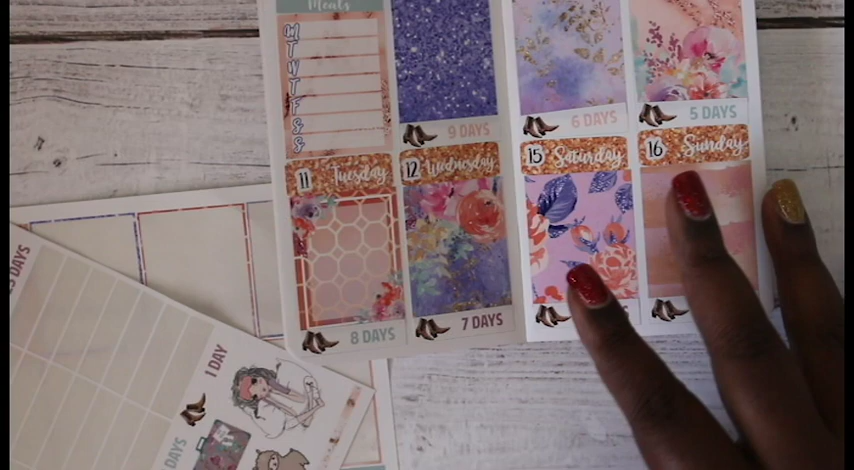 Meals
M
T
W
T
F
S
S
9 DAYS
6 DAYS
5 DAYS
11 Tuesday
12 Wednesday
15 Saturday
16 Sunday
8 DAYS
7 DAYS
DAYS
1 DAY
DAYS